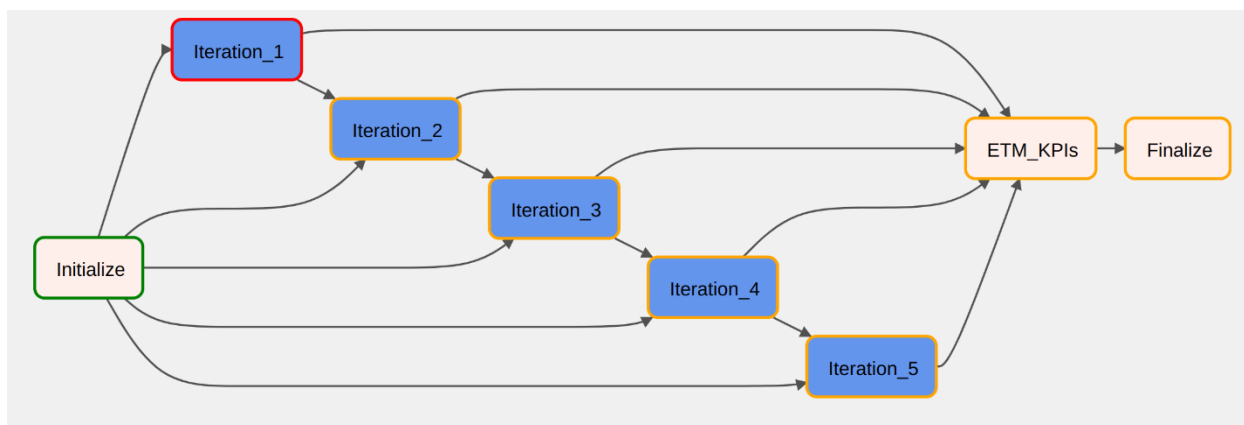 Iteration_1
Iteration_2
ETM_KPIs
Finalize
Iteration_3
Initialize
Iteration_4
Iteration_5